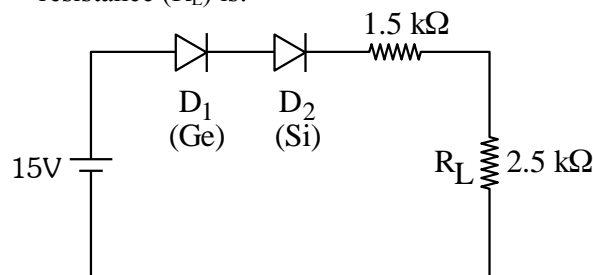 resistance (R_L) is:
1.5 kΩ
D₁
(Ge)
D₂
(Si)
15V
R_L
2.5 kΩ